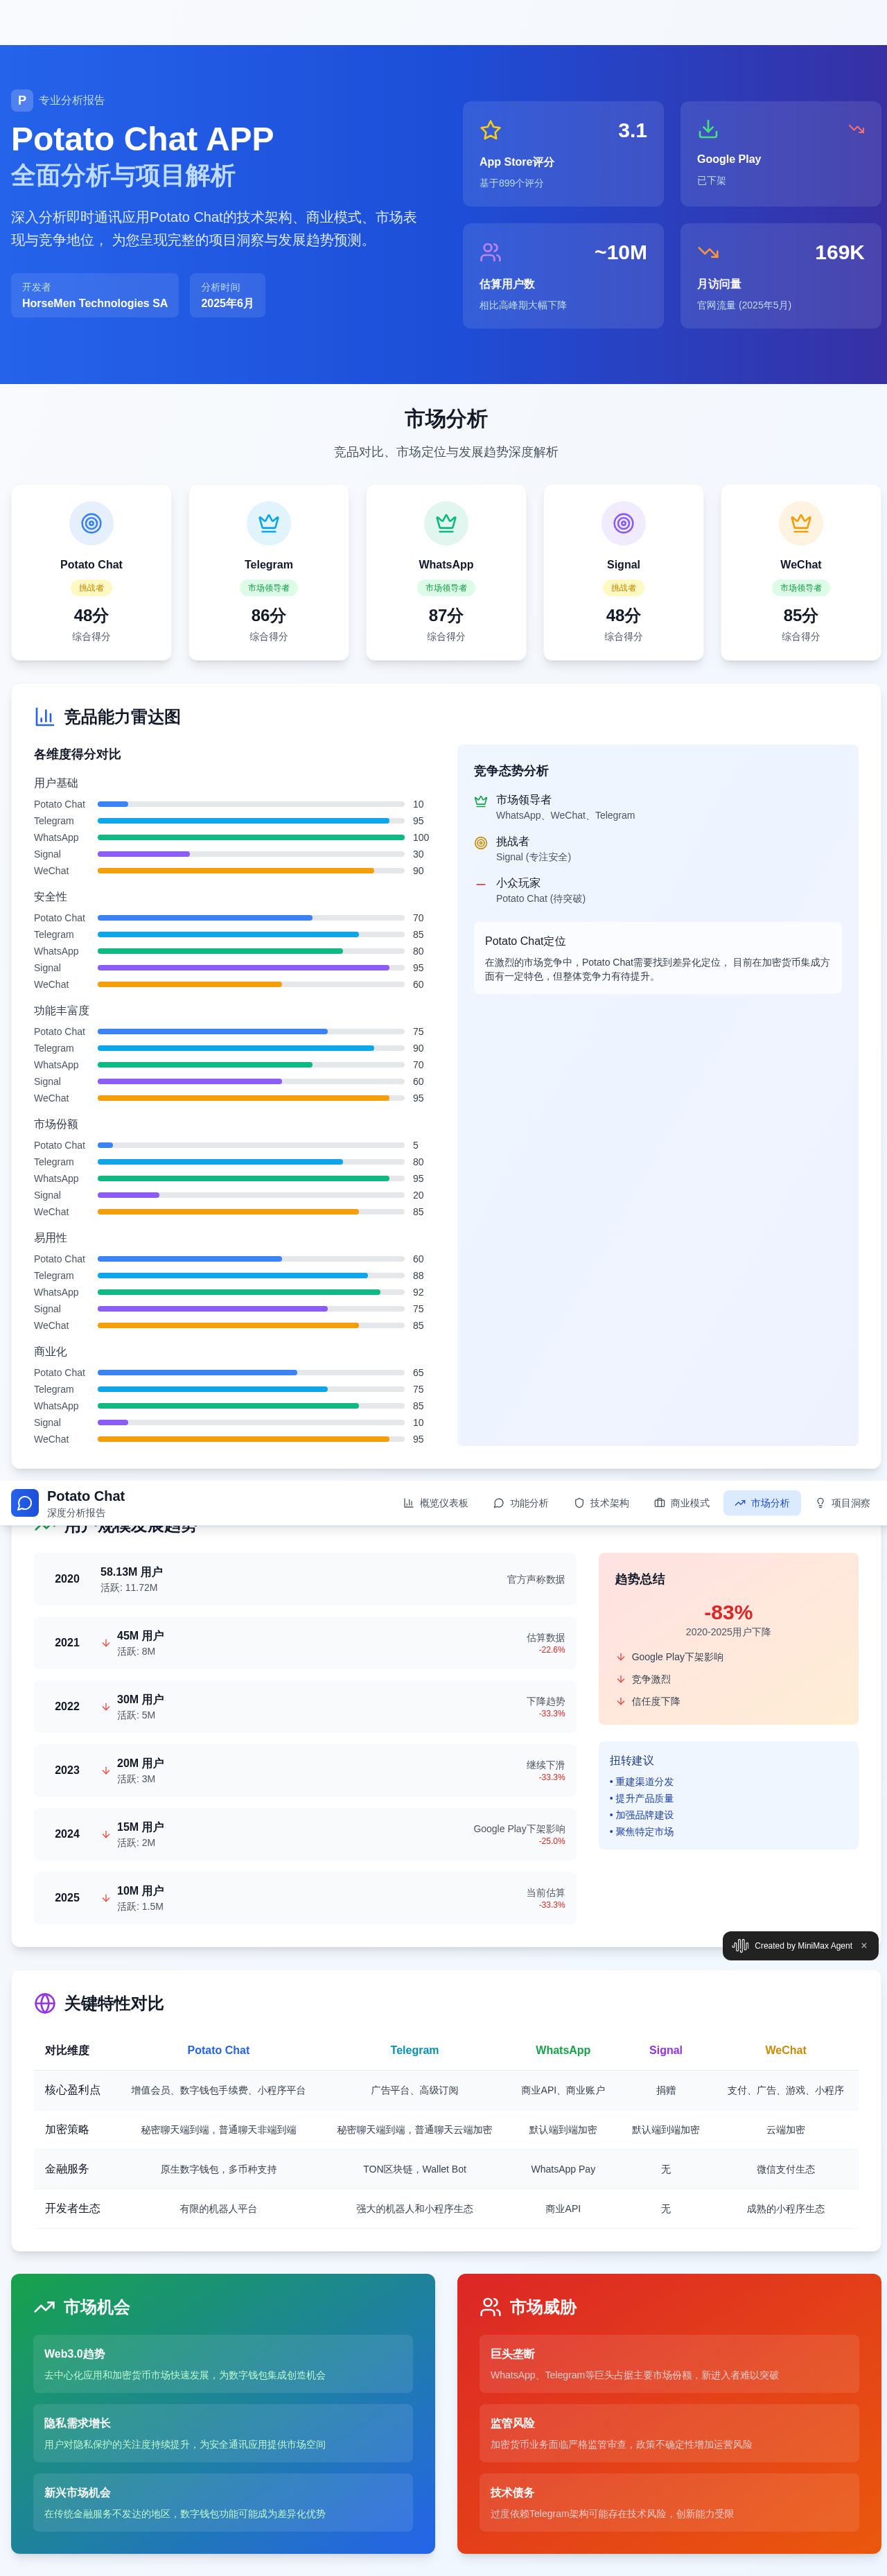 P 专业分析报告
Potato Chat APP
全面分析与项目解析
深入分析即时通讯应用Potato Chat的技术架构、商业模式、市场表
现与竞争地位， 为您呈现完整的项目洞察与发展趋势预测。
开发者
HorseMen Technologies SA
分析时间
2025年6月
3.1
App Store评分
基于899个评分
Google Play
已下架
~10M
估算用户数
相比高峰期大幅下降
169K
月访问量
官网流量 (2025年5月)
市场分析
竞品对比、市场定位与发展趋势深度解析
Potato Chat
挑战者
48分
综合得分
Telegram
市场领导者
86分
综合得分
WhatsApp
市场领导者
87分
综合得分
Signal
挑战者
48分
综合得分
WeChat
市场领导者
85分
综合得分
竞品能力雷达图
各维度得分对比
用户基础
Potato Chat 10
Telegram 95
WhatsApp 100
Signal 30
WeChat 90
安全性
Potato Chat 70
Telegram 85
WhatsApp 80
Signal 95
WeChat 60
功能丰富度
Potato Chat 75
Telegram 90
WhatsApp 70
Signal 60
WeChat 95
市场份额
Potato Chat 5
Telegram 80
WhatsApp 95
Signal 20
WeChat 85
易用性
Potato Chat 60
Telegram 88
WhatsApp 92
Signal 75
WeChat 85
商业化
Potato Chat 65
Telegram 75
WhatsApp 85
Signal 10
WeChat 95
竞争态势分析
市场领导者
WhatsApp、WeChat、Telegram
挑战者
Signal (专注安全)
小众玩家
Potato Chat (待突破)
Potato Chat定位
在激烈的市场竞争中，Potato Chat需要找到差异化定位， 目前在加密货币集成方
面有一定特色，但整体竞争力有待提升。
Potato Chat
深度分析报告
概览仪表板 功能分析 技术架构 商业模式 市场分析 项目洞察
用户规模发展趋势
2020
58.13M 用户
活跃: 11.72M
官方声称数据
2021
45M 用户
活跃: 8M
估算数据
-22.6%
2022
30M 用户
活跃: 5M
下降趋势
-33.3%
2023
20M 用户
活跃: 3M
继续下滑
-33.3%
2024
15M 用户
活跃: 2M
Google Play下架影响
-25.0%
2025
10M 用户
活跃: 1.5M
当前估算
-33.3%
趋势总结
-83%
2020-2025用户下降
Google Play下架影响
竞争激烈
信任度下降
扭转建议
• 重建渠道分发
• 提升产品质量
• 加强品牌建设
• 聚焦特定市场
Created by MiniMax Agent ×
关键特性对比
对比维度 Potato Chat Telegram WhatsApp Signal WeChat
核心盈利点 增值会员、数字钱包手续费、小程序平台 广告平台、高级订阅 商业API、商业账户 捐赠 支付、广告、游戏、小程序
加密策略 秘密聊天端到端，普通聊天非端到端 秘密聊天端到端，普通聊天云端加密 默认端到端加密 默认端到端加密 云端加密
金融服务 原生数字钱包，多币种支持 TON区块链，Wallet Bot WhatsApp Pay 无 微信支付生态
开发者生态 有限的机器人平台 强大的机器人和小程序生态 商业API 无 成熟的小程序生态
市场机会
Web3.0趋势
去中心化应用和加密货币市场快速发展，为数字钱包集成创造机会
隐私需求增长
用户对隐私保护的关注度持续提升，为安全通讯应用提供市场空间
新兴市场机会
在传统金融服务不发达的地区，数字钱包功能可能成为差异化优势
市场威胁
巨头垄断
WhatsApp、Telegram等巨头占据主要市场份额，新进入者难以突破
监管风险
加密货币业务面临严格监管审查，政策不确定性增加运营风险
技术债务
过度依赖Telegram架构可能存在技术风险，创新能力受限